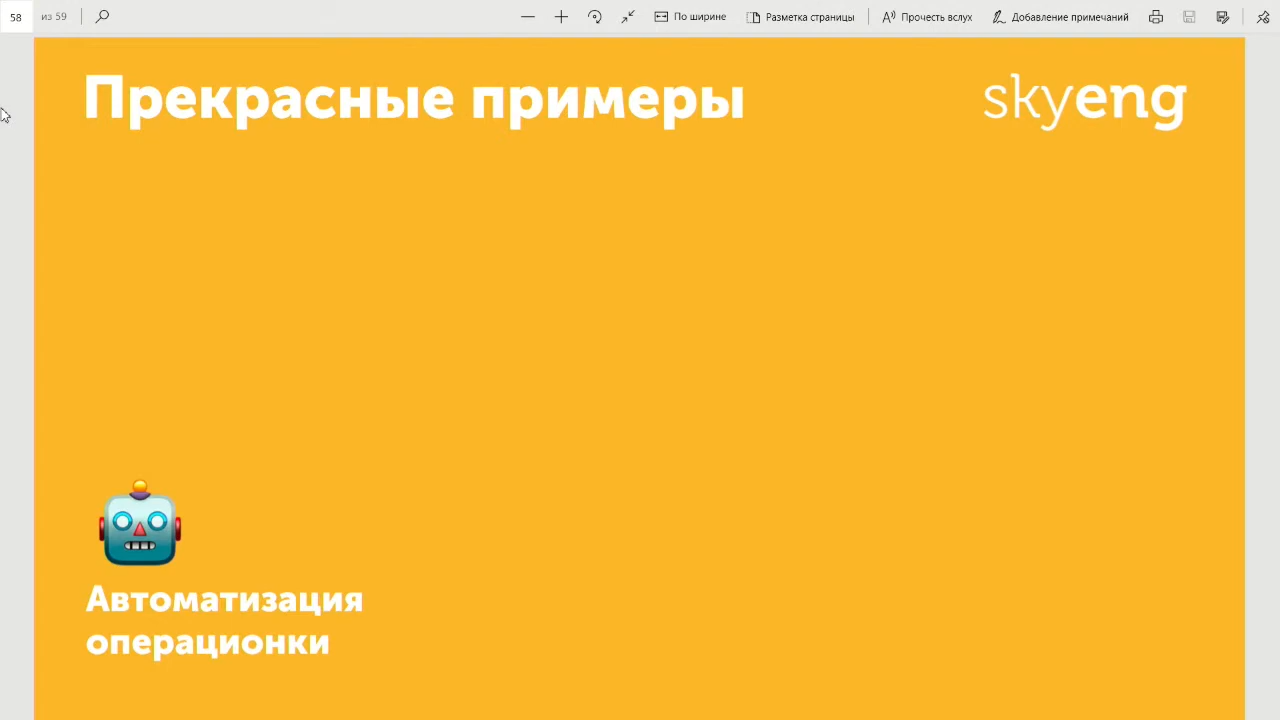 58 из 59 По ширине Разметка страницы Прочесть вслух Добавление примечаний
Прекрасные примеры
skyeng
Автоматизация
операционки